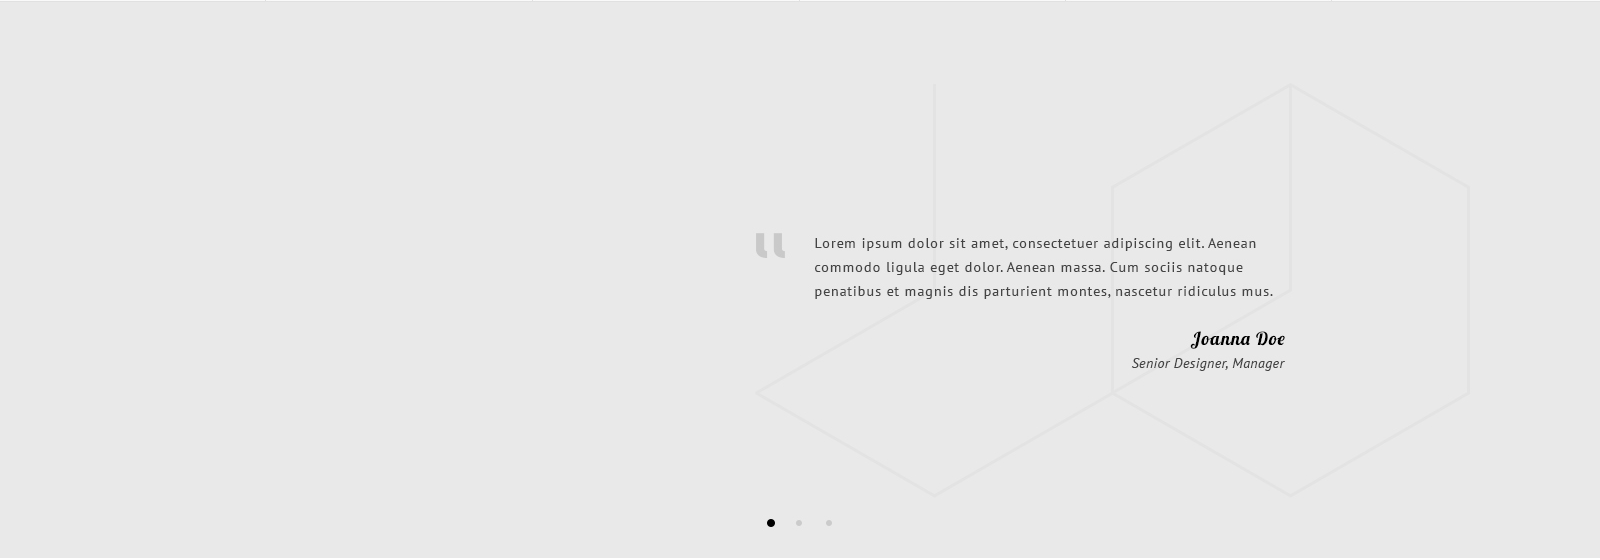 “
Lorem ipsum dolor sit amet, consectetuer adipiscing elit. Aenean
commodo ligula eget dolor. Aenean massa. Cum sociis natoque
penatibus et magnis dis parturient montes, nascetur ridiculus mus.
Joanna Doe
Senior Designer, Manager